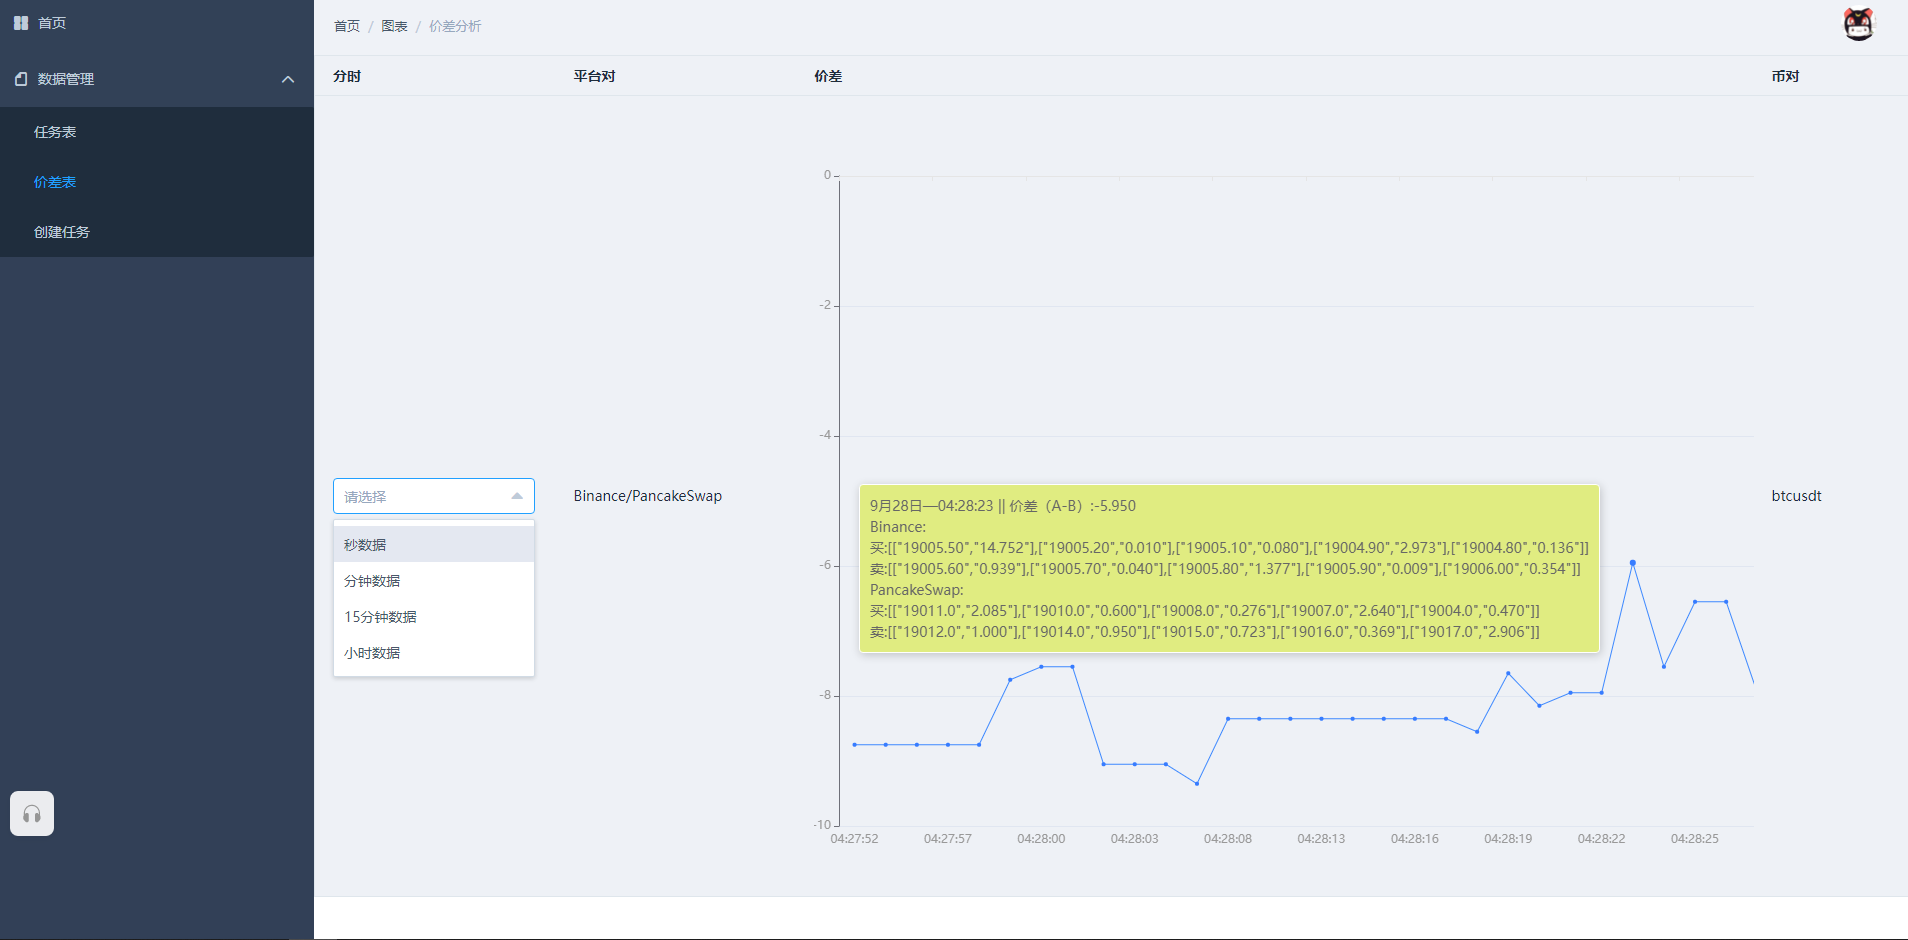 首页
数据管理
任务表
价差表
创建任务
首页 / 图表 / 价差分析
分时 平台对 价差 币对
0
-2
-4
-6
-8
-10
请选择
秒数据
分钟数据
15分钟数据
小时数据
Binance/PancakeSwap
9月28日—04:28:23 || 价差（A-B）:-5.950
Binance:
买:[["19005.50","14.752"],["19005.20","0.010"],["19005.10","0.080"],["19004.90","2.973"],["19004.80","0.136"]]
卖:[["19005.60","0.939"],["19005.70","0.040"],["19005.80","1.377"],["19005.90","0.009"],["19006.00","0.354"]]
PancakeSwap:
买:[["19011.0","2.085"],["19010.0","0.600"],["19008.0","0.276"],["19007.0","2.640"],["19004.0","0.470"]]
卖:[["19012.0","1.000"],["19014.0","0.950"],["19015.0","0.723"],["19016.0","0.369"],["19017.0","2.906"]]
btcusdt
04:27:52 04:27:57 04:28:00 04:28:03 04:28:08 04:28:13 04:28:16 04:28:19 04:28:22 04:28:25